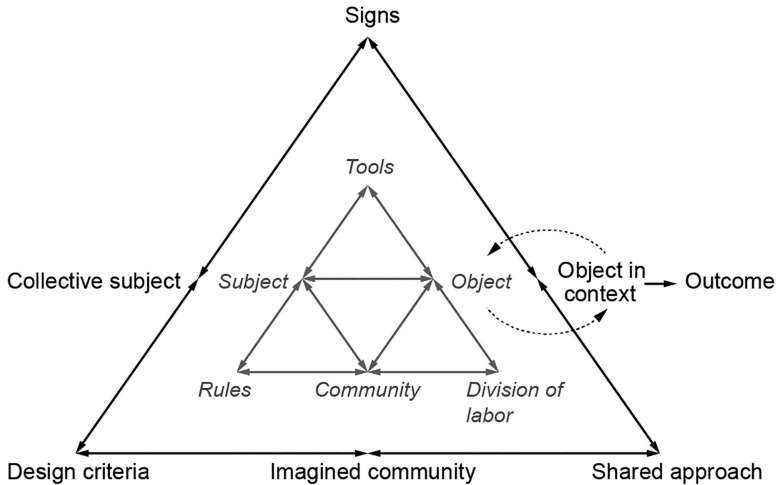 Signs
Tools
Collective subject
Subject
Object
Object in
context
Outcome
Rules
Community
Division of
labor
Design criteria
Imagined community
Shared approach